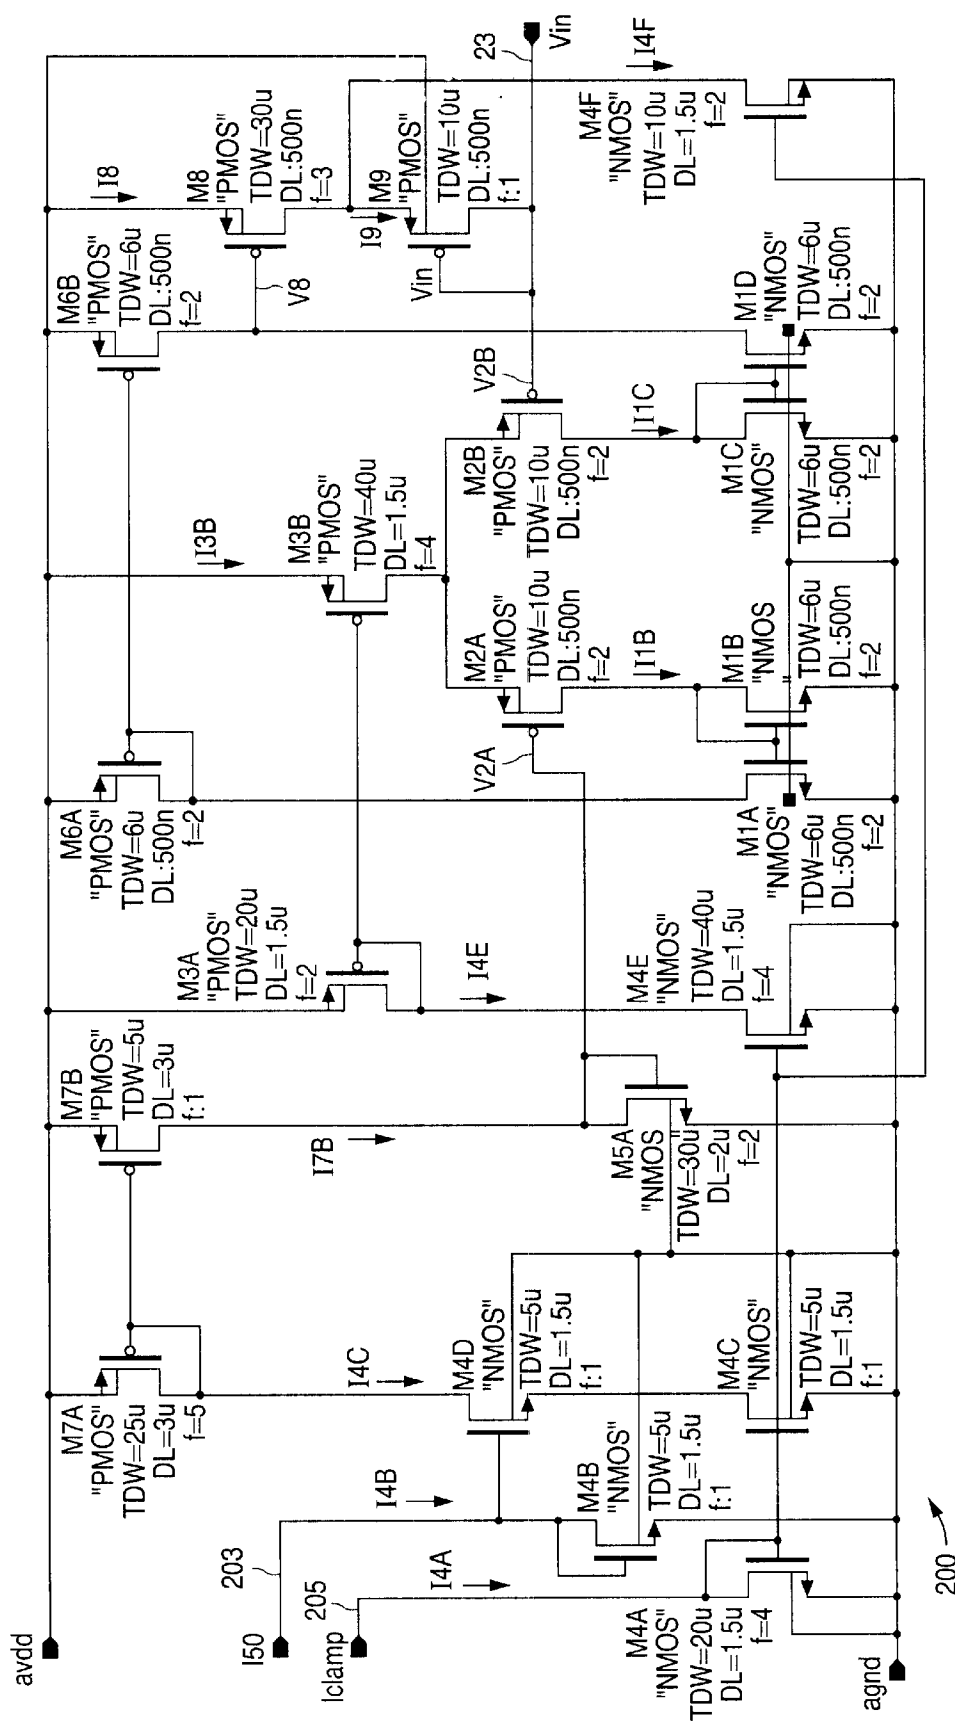 avdd
I50
203
Iclamp
205
agnd
200
I4A
I4B
I4C
M7A
"PMOS"
TDW=25u
DL=3u
f=5
M7B
"PMOS"
TDW=5u
DL=3u
f:1
I7B
M4A
"NMOS"
TDW=20u
DL=1.5u
f=4
M4B
"NMOS"
TDW=5u
DL=1.5u
f:1
M4D
"NMOS"
TDW=5u
DL=1.5u
f:1
M4C
"NMOS"
TDW=5u
DL=1.5u
f:1
M5A
"NMOS
TDW=30u"
DL=2u
f=2
M3A
"PMOS"
TDW=20u
DL=1.5u
f=2
I4E
M4E
"NMOS"
TDW=40u
DL=1.5u
f=4
M6A
"PMOS"
TDW=6u
DL:500n
f=2
V2A
M1A
"NMOS"
TDW=6u
DL:500n
f=2
M2A
"PMOS"
TDW=10u
DL:500n
f=2
I1B
M1B
"NMOS
"
TDW=6u
DL:500n
f=2
I3B
M3B
"PMOS"
TDW=40u
DL=1.5u
f=4
M2B
"PMOS"
TDW=10u
DL:500n
f=2
V2B
I1C
M1C
"NMOS"
TDW=6u
DL:500n
f=2
M6B
"PMOS"
TDW=6u
DL:500n
f=2
V8
M1D
"NMOS"
TDW=6u
DL:500n
f=2
I8
M8
"PMOS"
TDW=30u
DL:500n
f=3
I9
M9
"PMOS"
TDW=10u
DL:500n
f:1
Vin
23
Vin
I4F
M4F
"NMOS"
TDW=10u
DL=1.5u
f=2